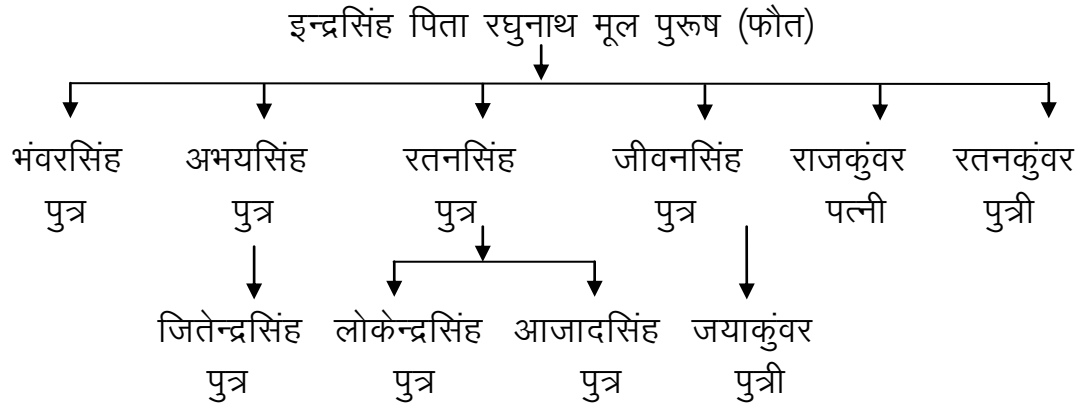 इन्द्रसिंह पिता रघुनाथ मूल पुरूष (फौत)
भंवरसिंह अभयसिंह रतनसिंह जीवनसिंह राजकुंवर रतनकुंवर
पुत्र पुत्र पुत्र पुत्र पत्नी पुत्री
जितेन्द्रसिंह लोकेन्द्रसिंह आजादसिंह जयाकुंवर
पुत्र पुत्र पुत्र पुत्री